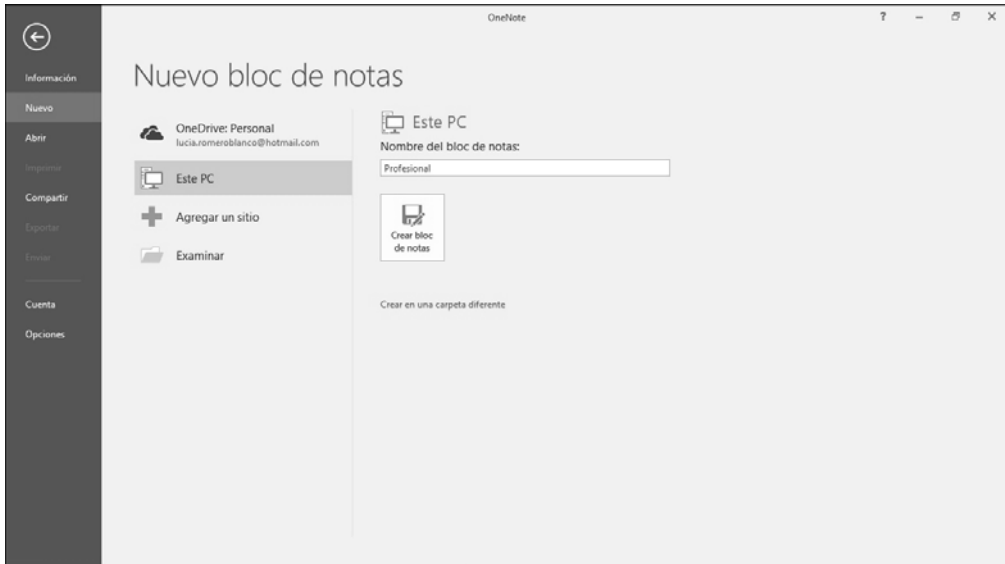 OneNote
?
Información
Nuevo
Abrir
Imprimir
Compartir
Exportar
Enviar
Cuenta
Opciones
Nuevo bloc de notas
OneDrive: Personal
lucia.romeroblanco@hotmail.com
Este PC
Agregar un sitio
Examinar
Este PC
Nombre del bloc de notas:
Profesional
Crear bloc
de notas
Crear en una carpeta diferente